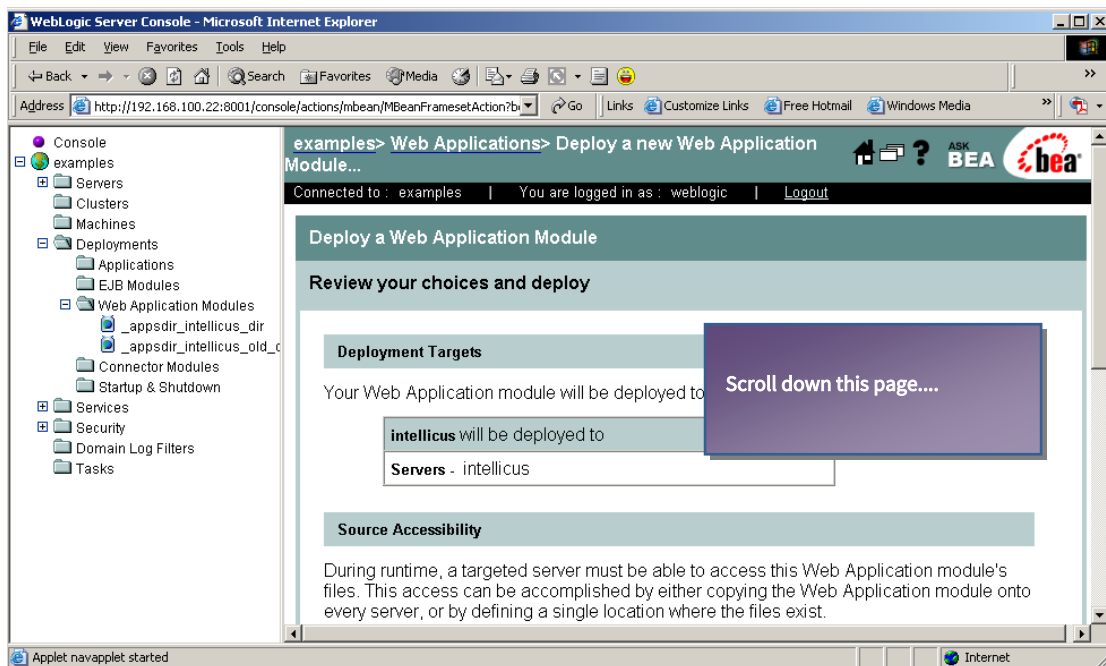 WebLogic Server Console - Microsoft Internet Explorer
File Edit View Favorites Tools Help
Back Search Favorites Media
Address http://192.168.100.22:8001/console/actions/mbean/MBeanFramesetAction?b Go Links Customize Links Free Hotmail Windows Media
Console
examples
Servers
Clusters
Machines
Deployments
Applications
EJB Modules
Web Application Modules
_appsdir_intellicus_dir
_appsdir_intellicus_old_
Connector Modules
Startup & Shutdown
Services
Security
Domain Log Filters
Tasks
examples> Web Applications> Deploy a new Web Application
Module...
ASK
BEA
bea
Connected to : examples | You are logged in as : weblogic | Logout
Deploy a Web Application Module
Review your choices and deploy
Deployment Targets
Your Web Application module will be deployed to
Scroll down this page....
intellicus will be deployed to
Servers - intellicus
Source Accessibility
During runtime, a targeted server must be able to access this Web Application module's
files. This access can be accomplished by either copying the Web Application module onto
every server, or by defining a single location where the files exist.
Applet navapplet started
Internet